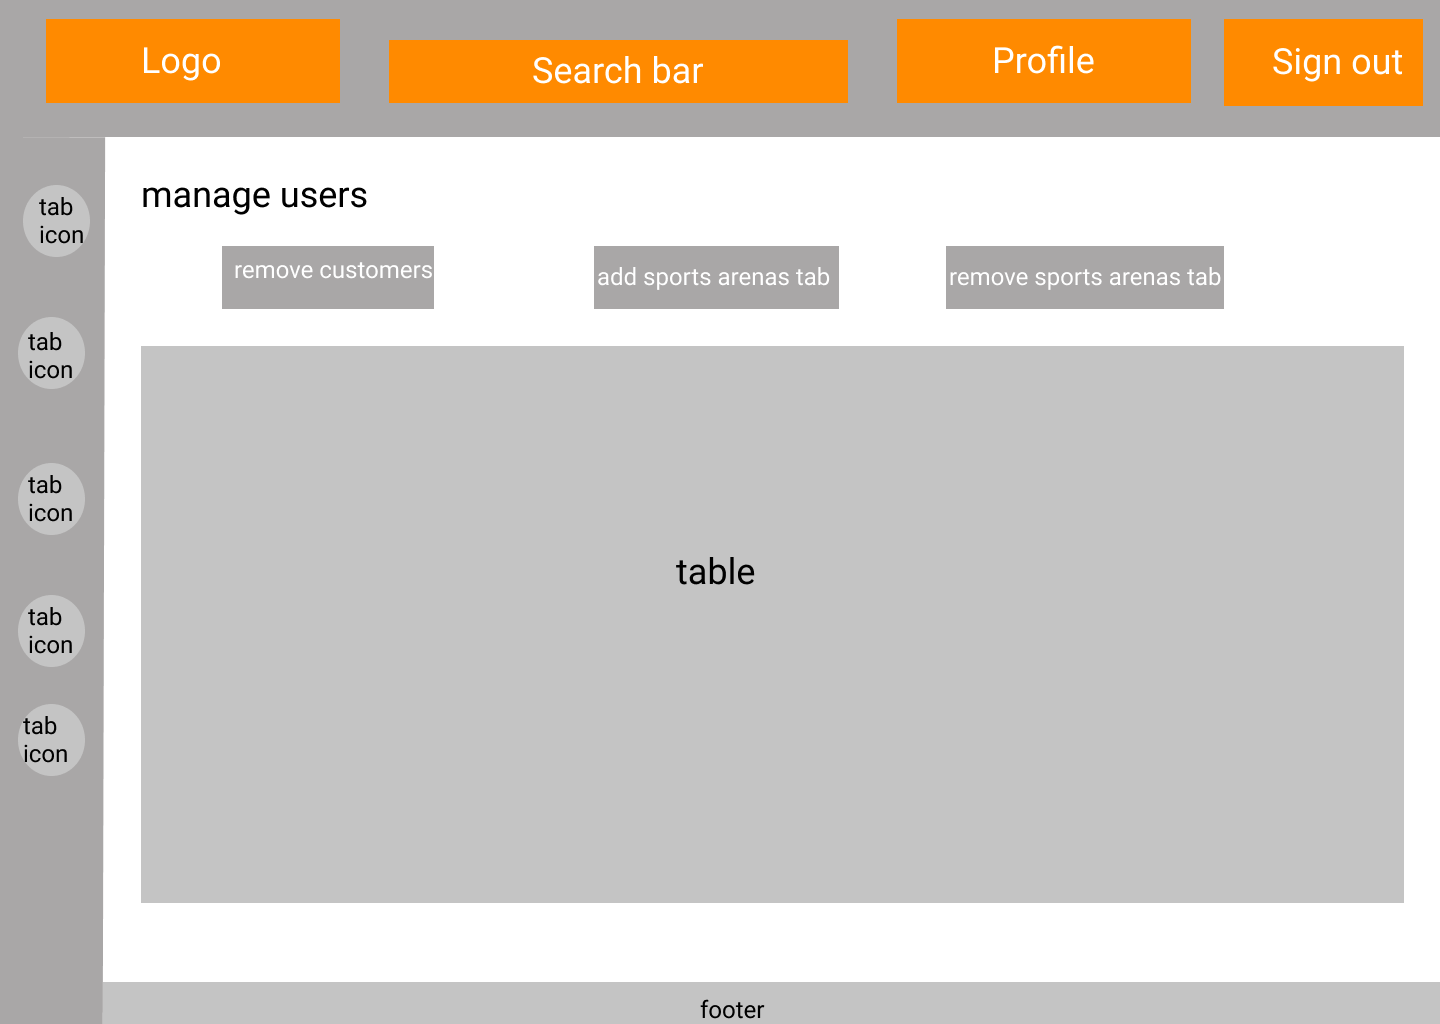 Logo
Search bar
Profile
Sign out
manage users
remove customers
add sports arenas tab
remove sports arenas tab
tab
icon
tab
icon
tab
icon
tab
icon
tab
icon
table
footer